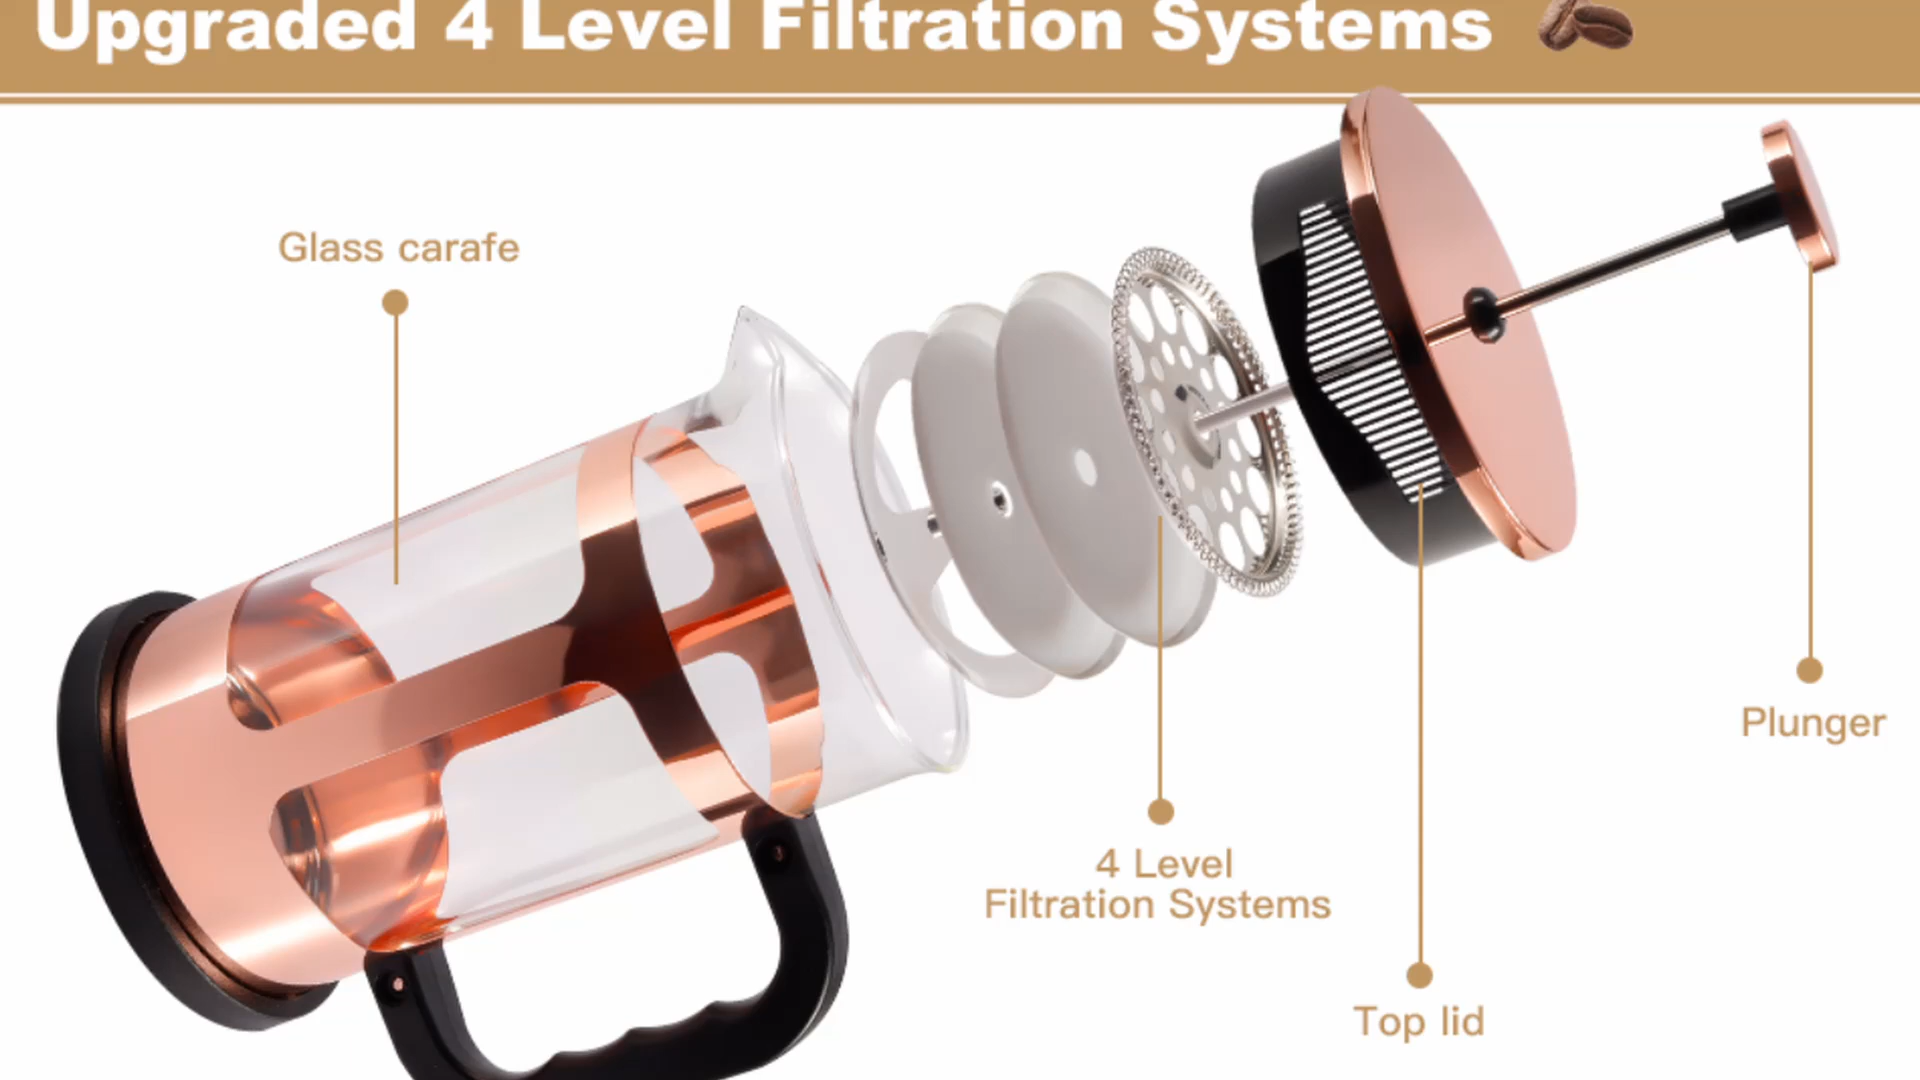 Upgraded 4 Level Filtration Systems
Glass carafe
4 Level
Filtration Systems
Top lid
Plunger